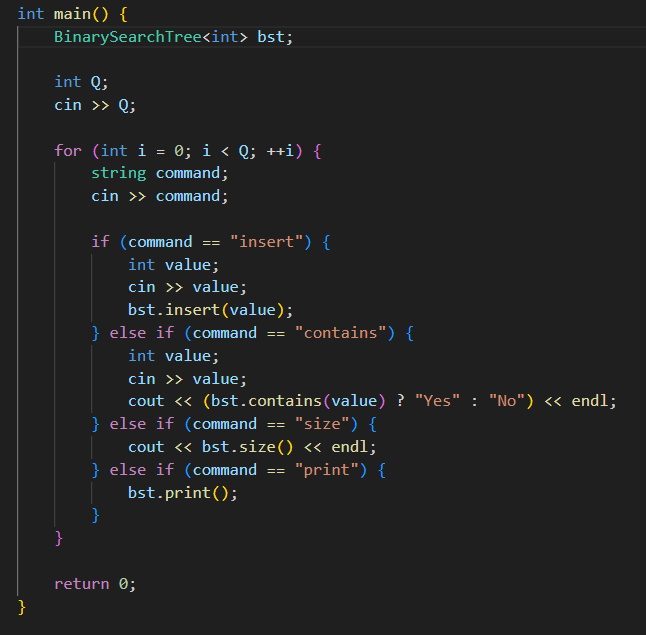 int main() {
    BinarySearchTree<int> bst;

    int Q;
    cin >> Q;

    for (int i = 0; i < Q; ++i) {
        string command;
        cin >> command;

        if (command == "insert") {
            int value;
            cin >> value;
            bst.insert(value);
        } else if (command == "contains") {
            int value;
            cin >> value;
            cout << (bst.contains(value) ? "Yes" : "No") << endl;
        } else if (command == "size") {
            cout << bst.size() << endl;
        } else if (command == "print") {
            bst.print();
        }
    }

    return 0;
}